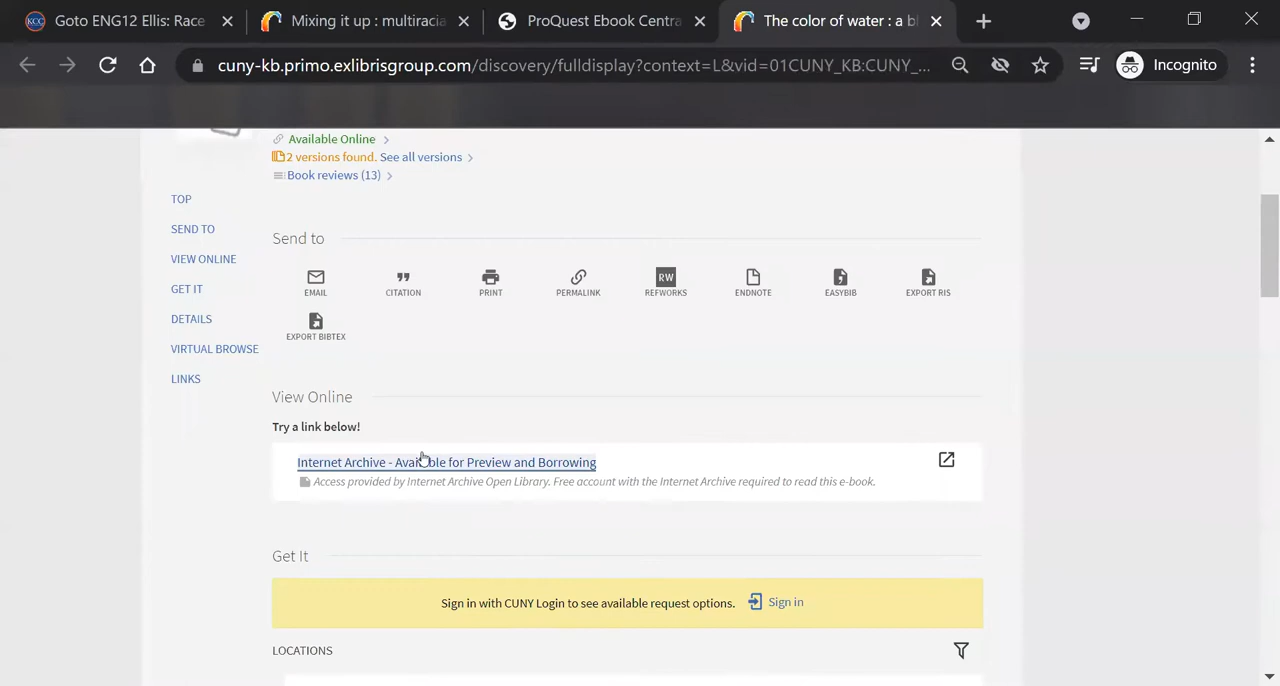 Goto ENG12 Ellis: Race
Mixing it up : multiracia
ProQuest Ebook Centra
The color of water : a bl
cuny-kb.primo.exlibrisgroup.com/discovery/fulldisplay?context=L&vid=01CUNY_KB:CUNY_...
Incognito
Available Online
2 versions found. See all versions
Book reviews (13)
TOP
SEND TO
VIEW ONLINE
GET IT
DETAILS
VIRTUAL BROWSE
LINKS
Send to
EMAIL
CITATION
PRINT
PERMALINK
RW
REFWORKS
ENDNOTE
EASYBIB
EXPORT RIS
EXPORT BIBTEX
View Online
Try a link below!
Internet Archive - Available for Preview and Borrowing
Access provided by Internet Archive Open Library. Free account with the Internet Archive required to read this e-book.
Get It
Sign in with CUNY Login to see available request options. Sign in
LOCATIONS